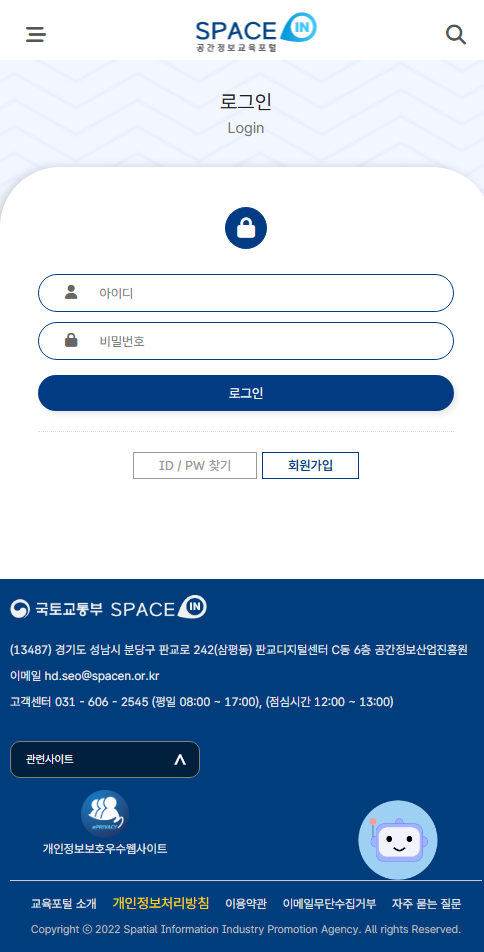 SPACE IN
공간정보교육포털
로그인
Login
아이디
비밀번호
로그인
ID / PW 찾기
회원가입
국토교통부 SPACE IN
(13487) 경기도 성남시 분당구 판교로 242(삼평동) 판교디지털센터 C동 6층 공간정보산업진흥원
이메일 hd.seo@spacen.or.kr
고객센터 031 - 606 - 2545 (평일 08:00 ~ 17:00), (점심시간 12:00 ~ 13:00)
관련사이트
ePRIVACY
개인정보보호우수웹사이트
교육포털 소개 개인정보처리방침 이용약관 이메일무단수집거부 자주 묻는 질문
Copyright ⓒ 2022 Spatial Information Industry Promotion Agency. All rights Reserved.